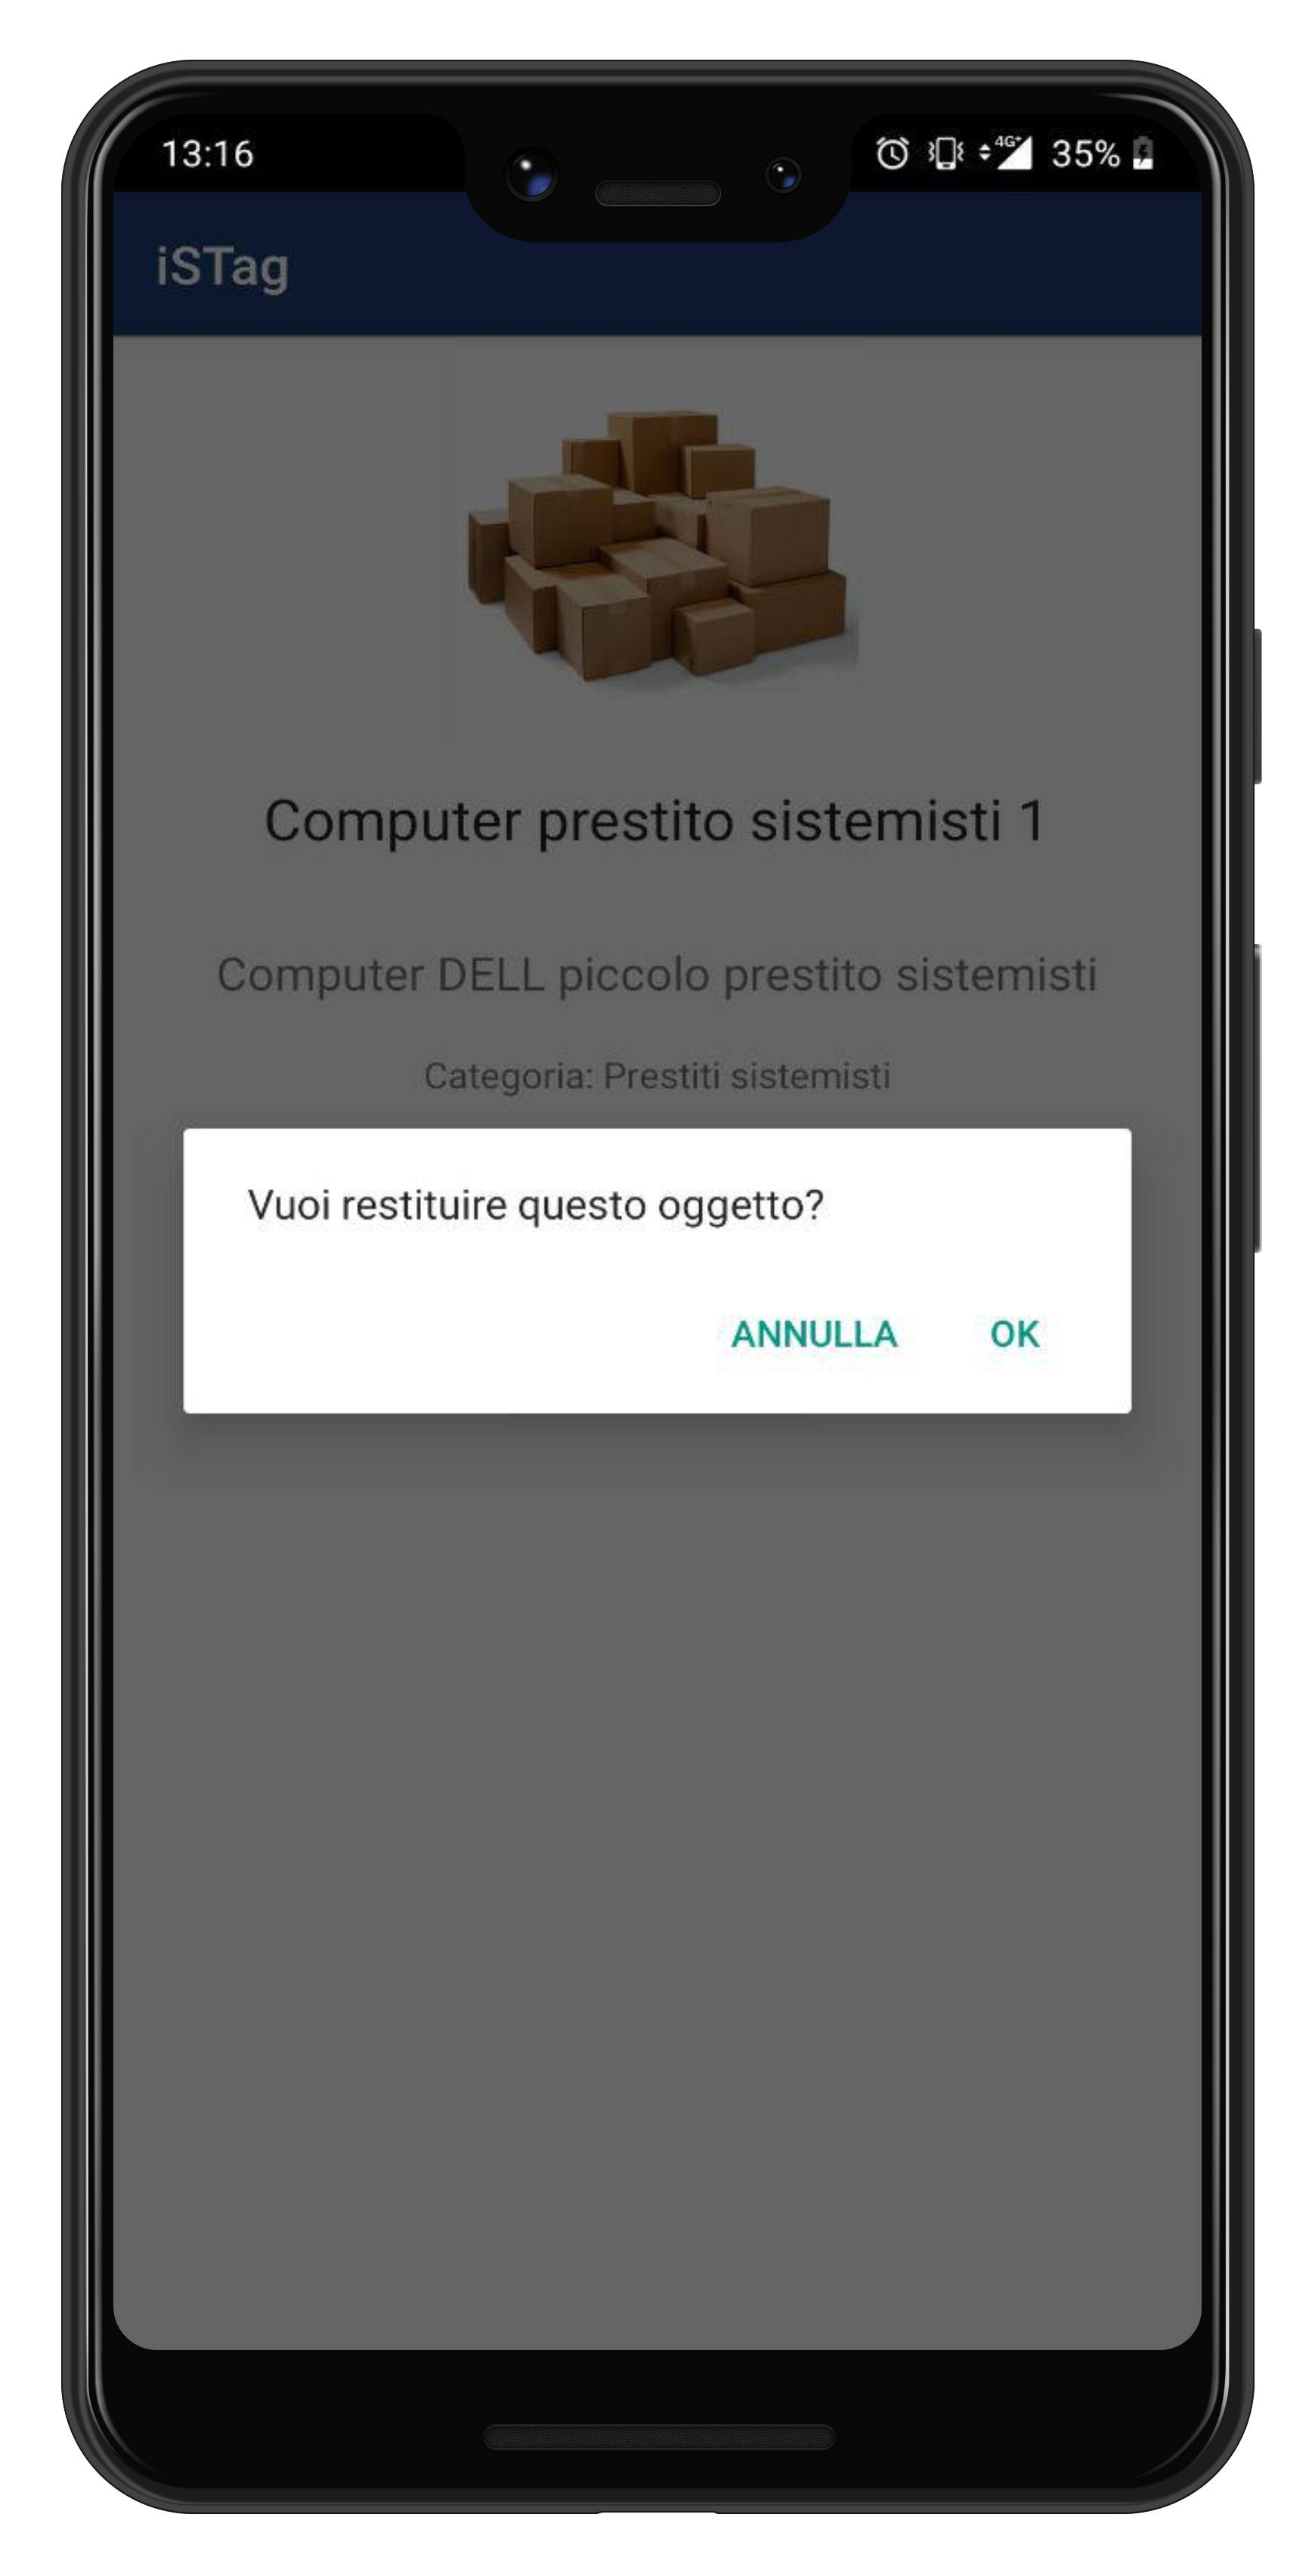 13:16
4G+ 35%
iSTag
Computer prestito sistemisti 1
Computer DELL piccolo prestito sistemisti
Categoria: Prestiti sistemisti
Vuoi restituire questo oggetto?
ANNULLA OK